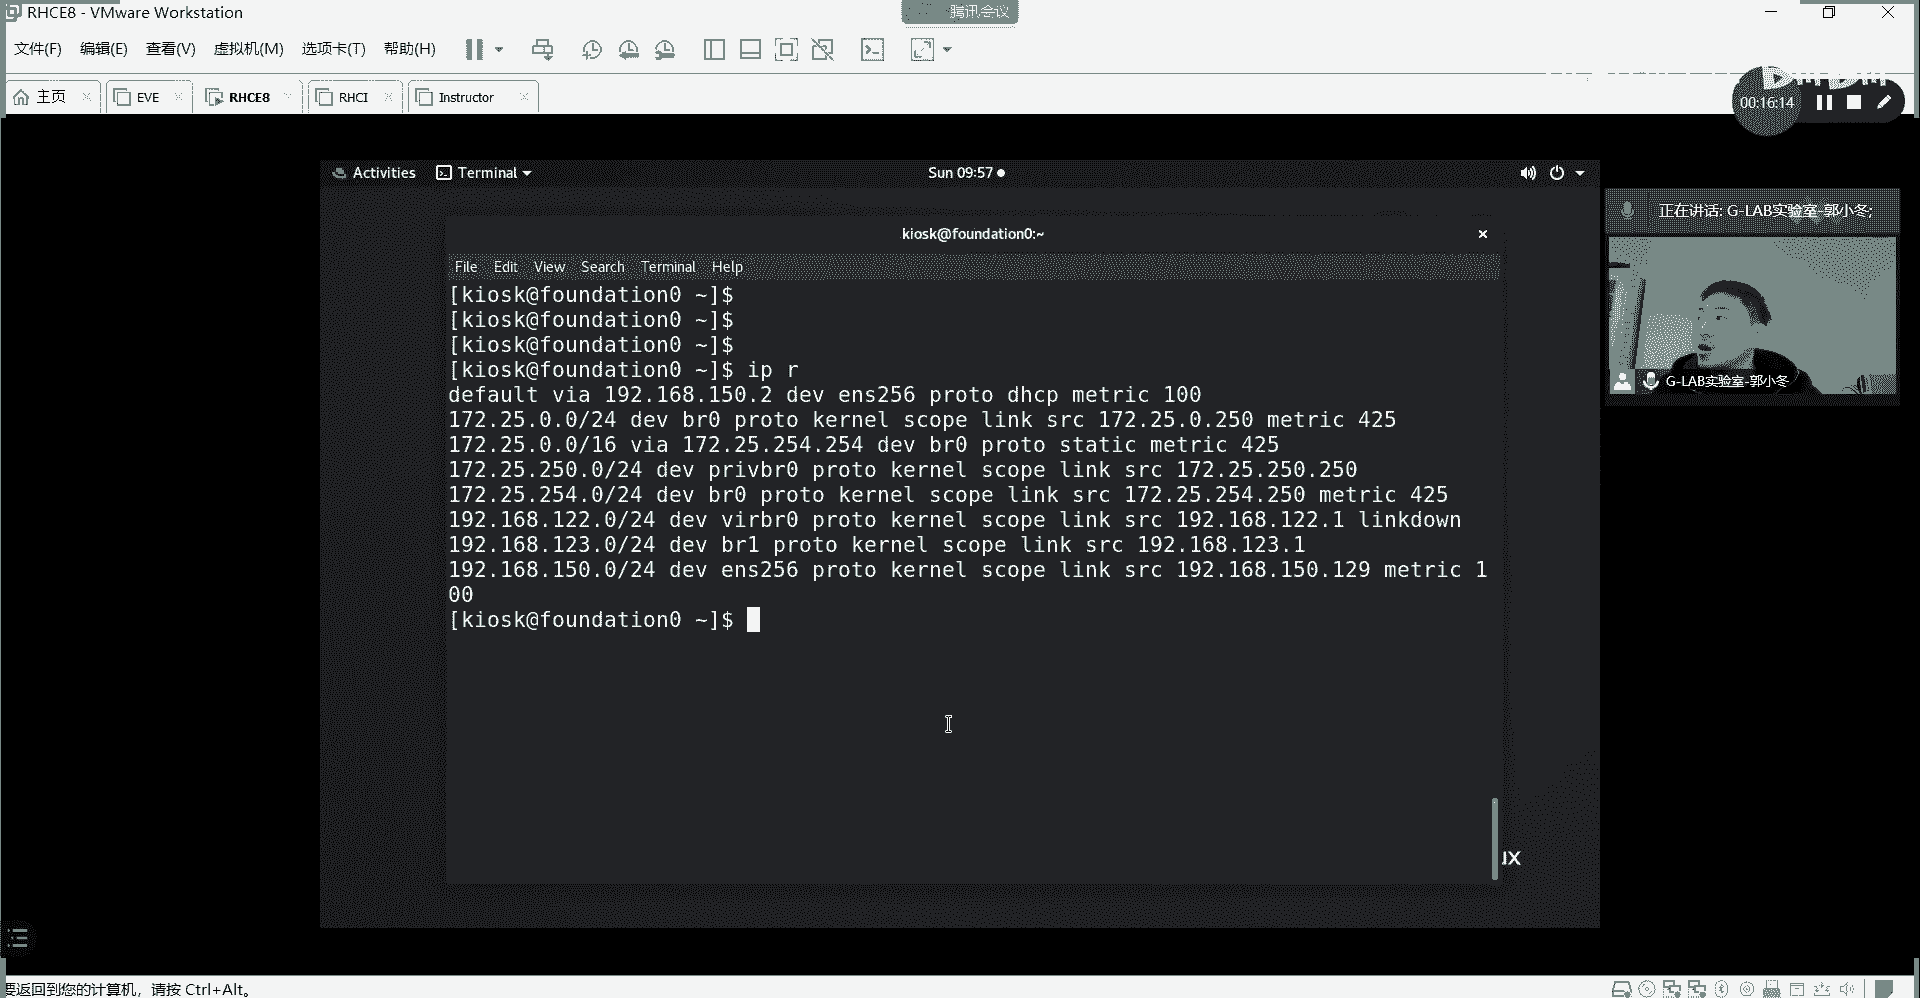 RHCE8 - VMware Workstation
腾讯会议
文件(F) 编辑(E) 查看(V) 虚拟机(M) 选项卡(T) 帮助(H)
主页 EVE RHCE8 RHCI Instructor
00:16:14
Activities Terminal Sun 09:57
正在讲话: G-LAB实验室-郭小冬;
kiosk@foundation0:~
File Edit View Search Terminal Help
[kiosk@foundation0 ~]$
[kiosk@foundation0 ~]$
[kiosk@foundation0 ~]$
[kiosk@foundation0 ~]$ ip r
default via 192.168.150.2 dev ens256 proto dhcp metric 100
172.25.0.0/24 dev br0 proto kernel scope link src 172.25.0.250 metric 425
172.25.0.0/16 via 172.25.254.254 dev br0 proto static metric 425
172.25.250.0/24 dev privbr0 proto kernel scope link src 172.25.250.250
172.25.254.0/24 dev br0 proto kernel scope link src 172.25.254.250 metric 425
192.168.122.0/24 dev virbr0 proto kernel scope link src 192.168.122.1 linkdown
192.168.123.0/24 dev br1 proto kernel scope link src 192.168.123.1
192.168.150.0/24 dev ens256 proto kernel scope link src 192.168.150.129 metric 1
00
[kiosk@foundation0 ~]$
G-LAB实验室-郭小冬
要返回到您的计算机，请按 Ctrl+Alt。